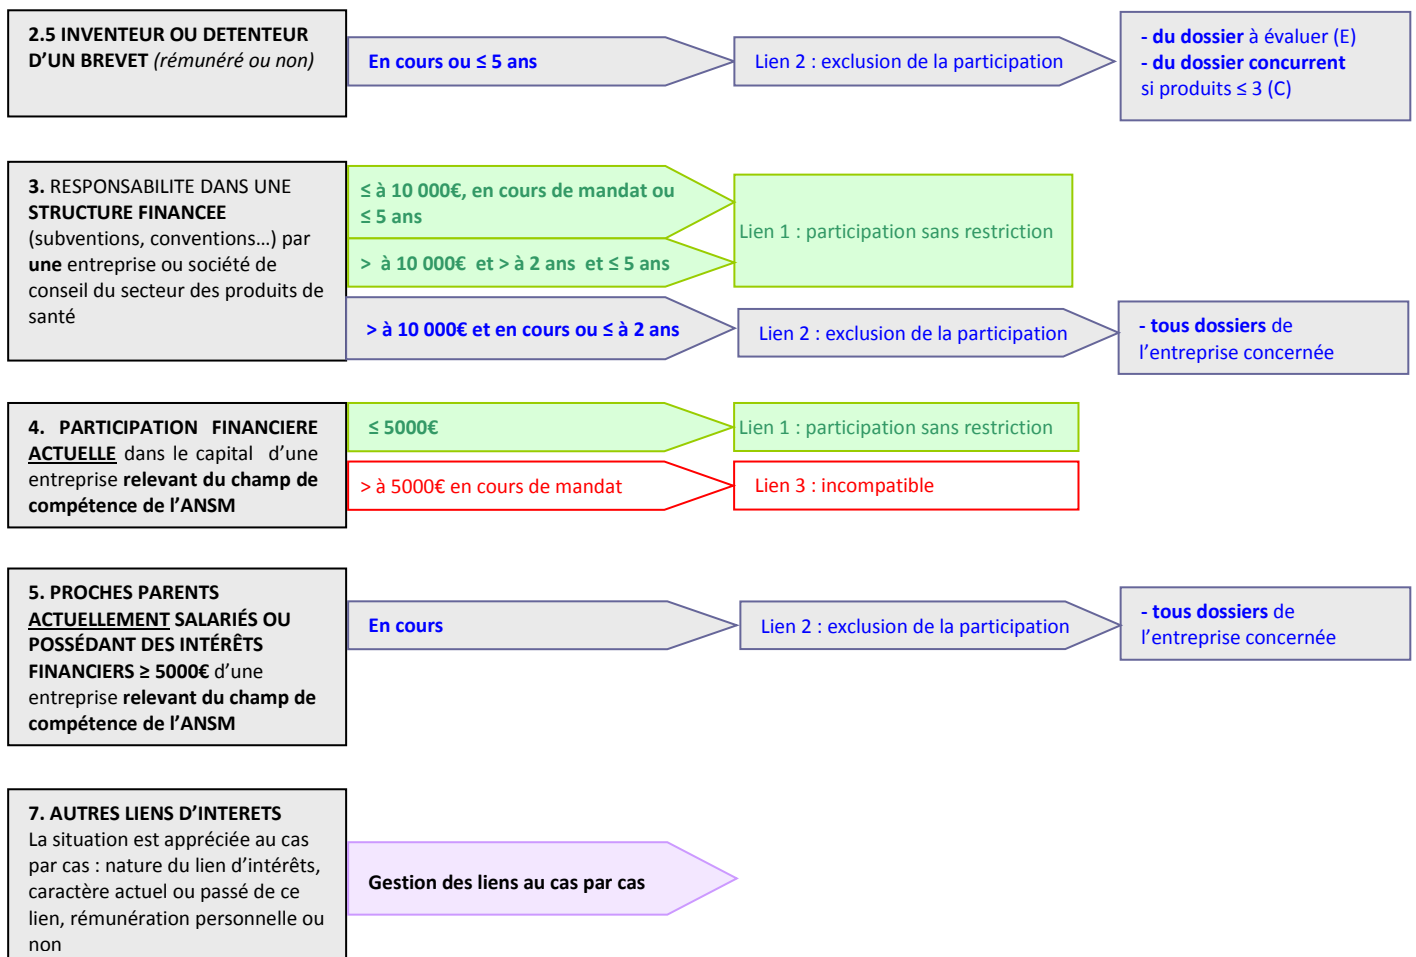 2.5 INVENTEUR OU DETENTEUR
D’UN BREVET (rémunéré ou non)
En cours ou ≤ 5 ans
Lien 2 : exclusion de la participation
- du dossier à évaluer (E)
- du dossier concurrent
si produits ≤ 3 (C)
3. RESPONSABILITE DANS UNE
STRUCTURE FINANCEE
(subventions, conventions…) par
une entreprise ou société de
conseil du secteur des produits de
santé
≤ à 10 000€, en cours de mandat ou
≤ 5 ans
> à 10 000€ et > à 2 ans et ≤ 5 ans
Lien 1 : participation sans restriction
> à 10 000€ et en cours ou ≤ à 2 ans
Lien 2 : exclusion de la participation
- tous dossiers de
l’entreprise concernée
4. PARTICIPATION FINANCIERE
ACTUELLE dans le capital d’une
entreprise relevant du champ de
compétence de l’ANSM
≤ 5000€
Lien 1 : participation sans restriction
> à 5000€ en cours de mandat
Lien 3 : incompatible
5. PROCHES PARENTS
ACTUELLEMENT SALARIÉS OU
POSSÉDANT DES INTÉRÊTS
FINANCIERS ≥ 5000€ d’une
entreprise relevant du champ de
compétence de l’ANSM
En cours
Lien 2 : exclusion de la participation
- tous dossiers de
l’entreprise concernée
7. AUTRES LIENS D’INTERETS
La situation est appréciée au cas
par cas : nature du lien d’intérêts,
caractère actuel ou passé de ce
lien, rémunération personnelle ou
non
Gestion des liens au cas par cas